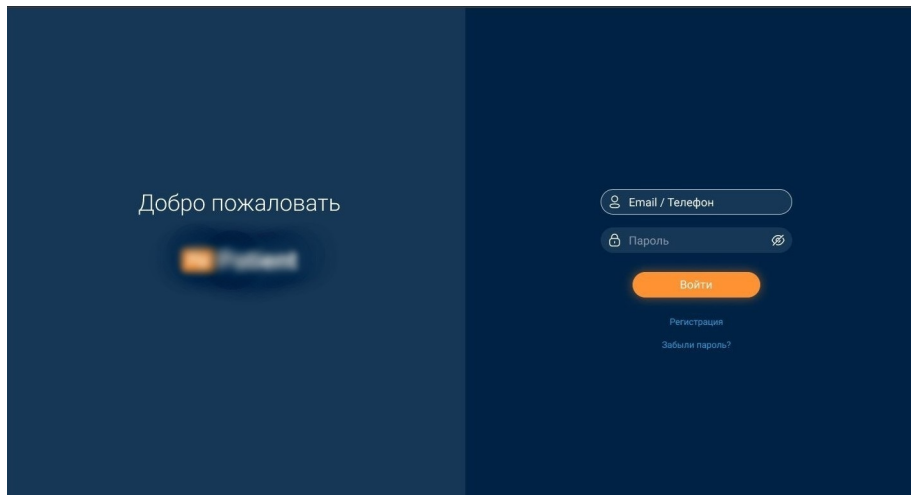 Добро пожаловать
Email / Телефон
Пароль
Войти
Регистрация
Забыли пароль?